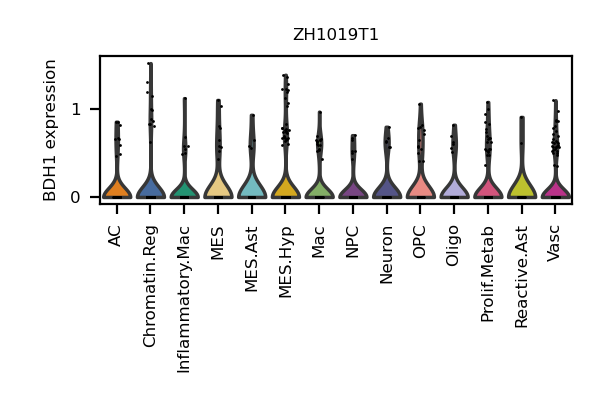 ZH1019T1
BDH1 expression
1
0
AC
Chromatin.Reg
Inflammatory.Mac
MES
MES.Ast
MES.Hyp
Mac
NPC
Neuron
OPC
Oligo
Prolif.Metab
Reactive.Ast
Vasc